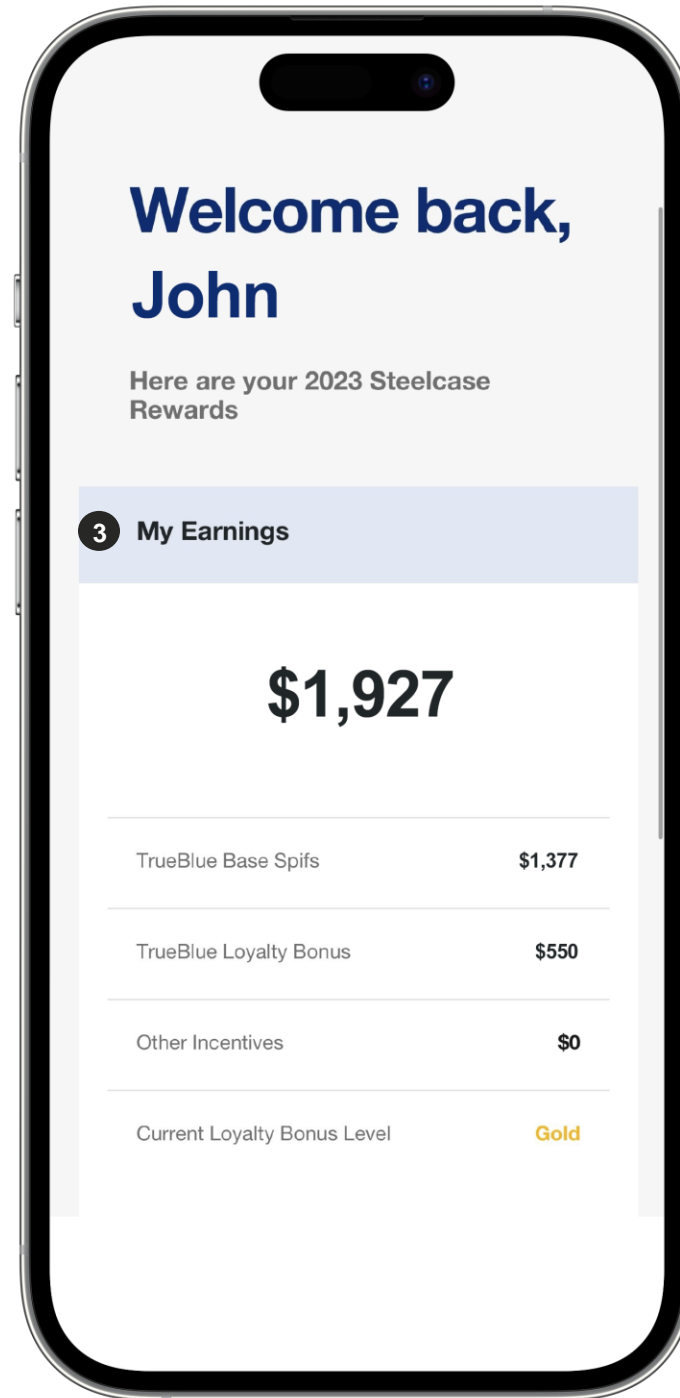 Welcome back,
John
Here are your 2023 Steelcase
Rewards
3 My Earnings
$1,927
TrueBlue Base Spifs $1,377
TrueBlue Loyalty Bonus $550
Other Incentives $0
Current Loyalty Bonus Level Gold